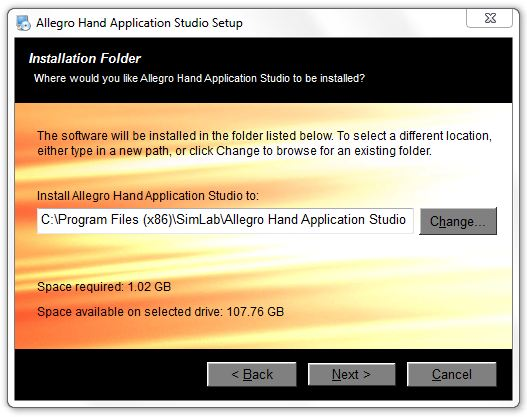 Allegro Hand Application Studio Setup
Installation Folder
Where would you like Allegro Hand Application Studio to be installed?
The software will be installed in the folder listed below. To select a different location,
either type in a new path, or click Change to browse for an existing folder.
Install Allegro Hand Application Studio to:
C:\Program Files (x86)\SimLab\Allegro Hand Application Studio
Change...
Space required: 1.02 GB
Space available on selected drive: 107.76 GB
< Back
Next >
Cancel